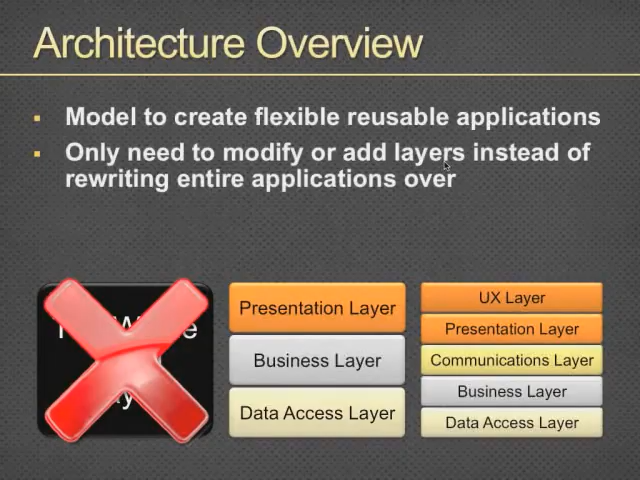 Architecture Overview
Model to create flexible reusable applications
Only need to modify or add layers instead of
rewriting entire applications over
Presentation Layer
Business Layer
Data Access Layer
UX Layer
Presentation Layer
Communications Layer
Business Layer
Data Access Layer